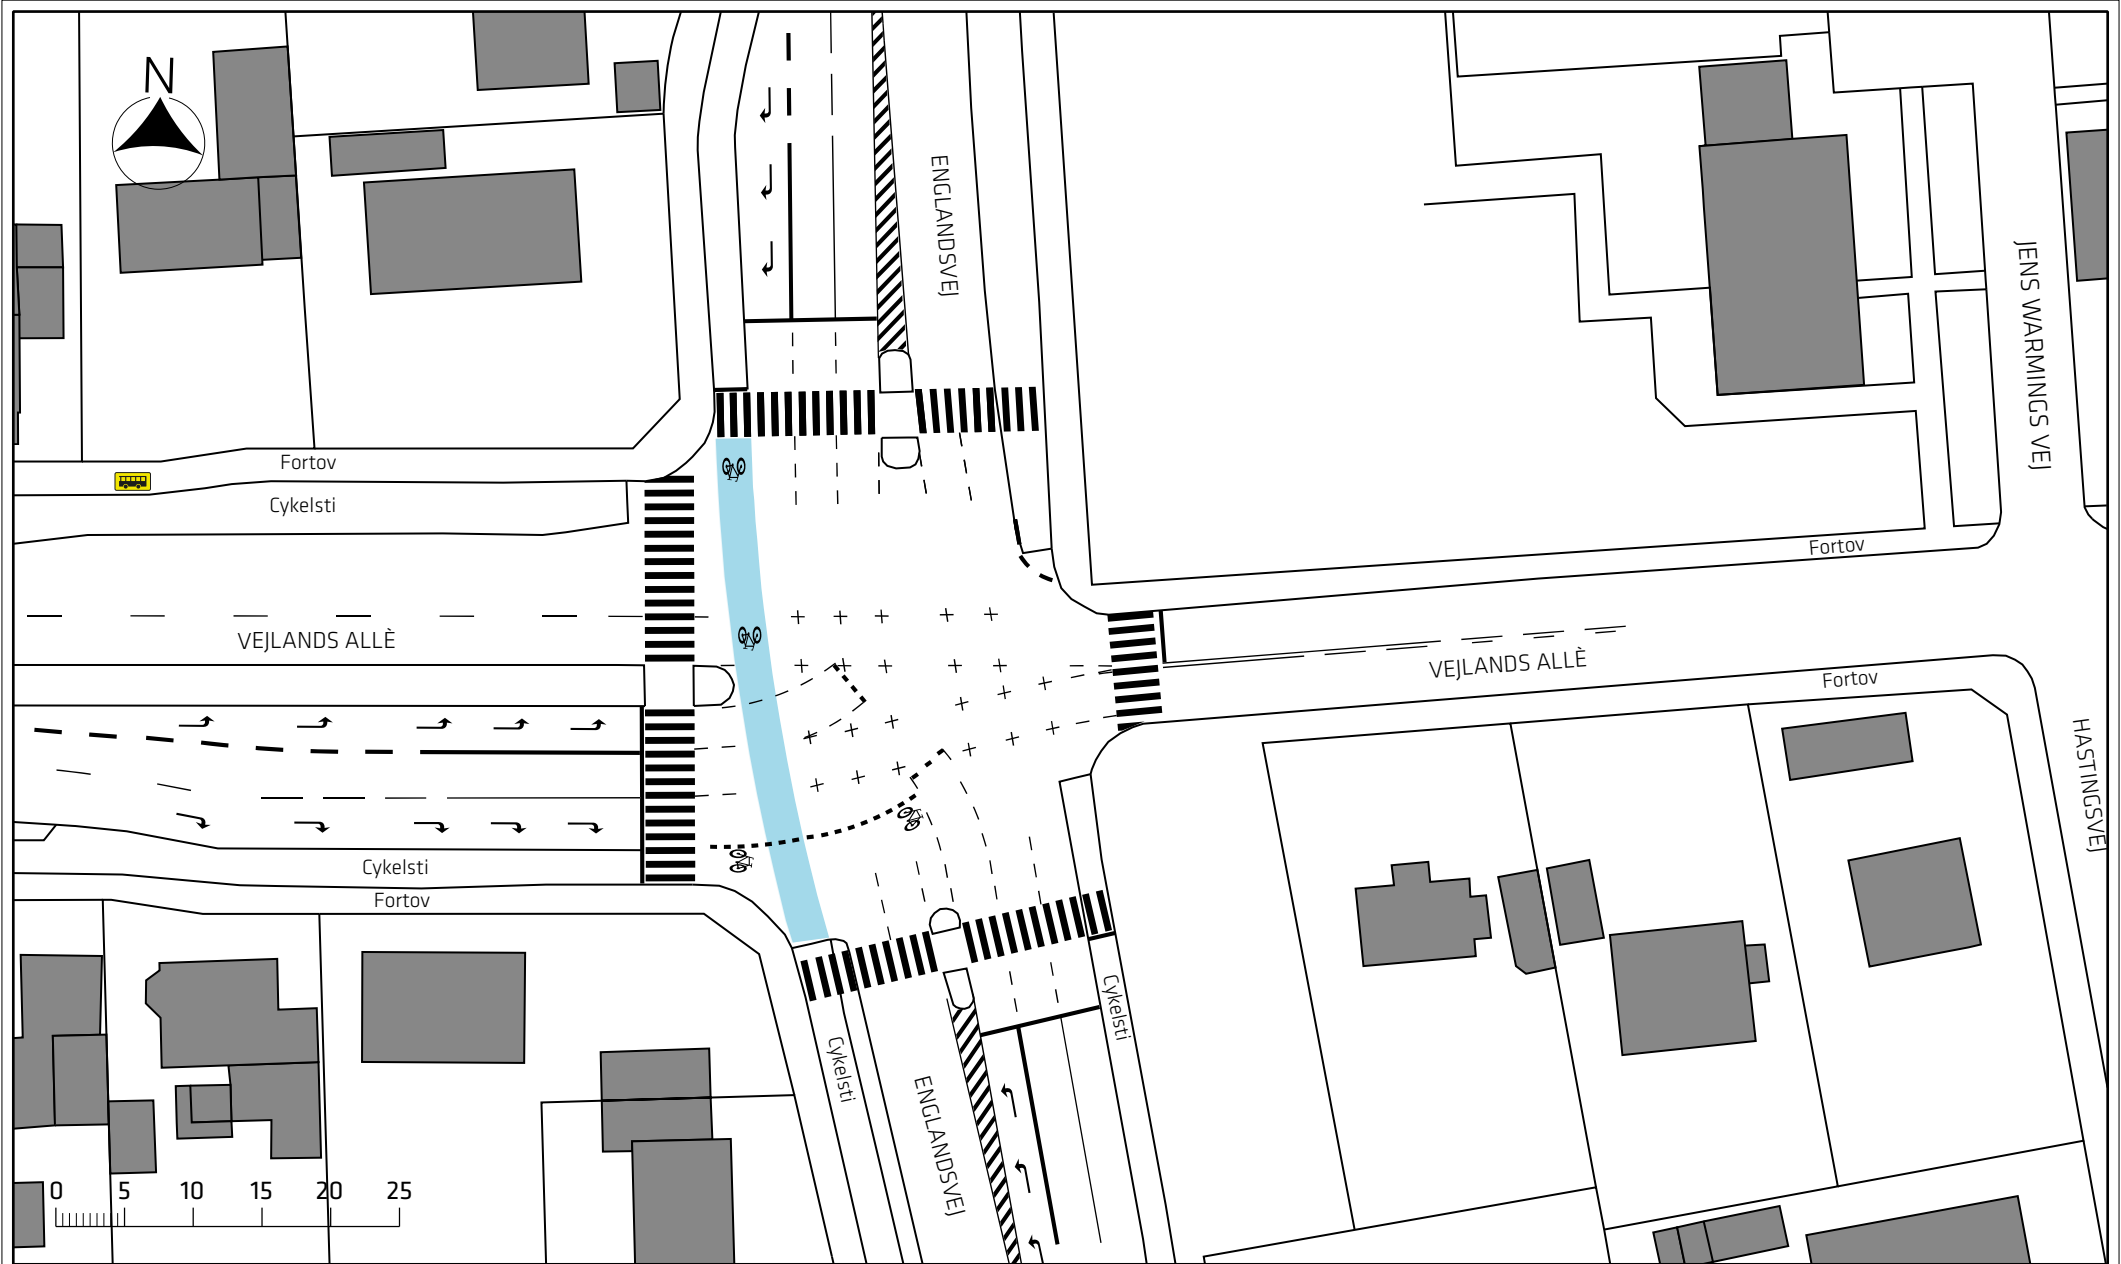 N
ENGLANDSVEJ
JENS WARMINGS VEJ
Fortov
Cykelsti
Fortov
VEJLANDS ALLÈ
VEJLANDS ALLÈ
Fortov
HASTINGSVEJ
Cykelsti
Fortov
Cykelsti
Cykelsti
ENGLANDSVEJ
0 5 10 15 20 25